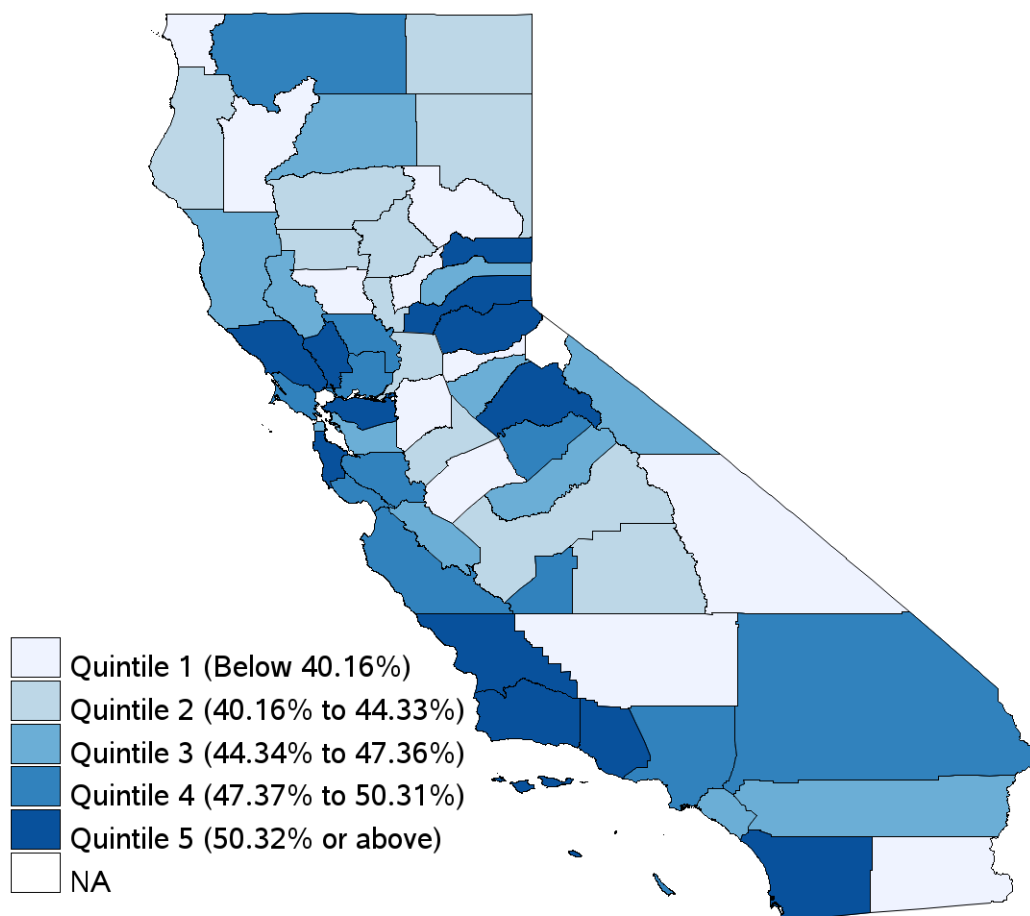 Quintile 1 (Below 40.16%)
Quintile 2 (40.16% to 44.33%)
Quintile 3 (44.34% to 47.36%)
Quintile 4 (47.37% to 50.31%)
Quintile 5 (50.32% or above)
NA